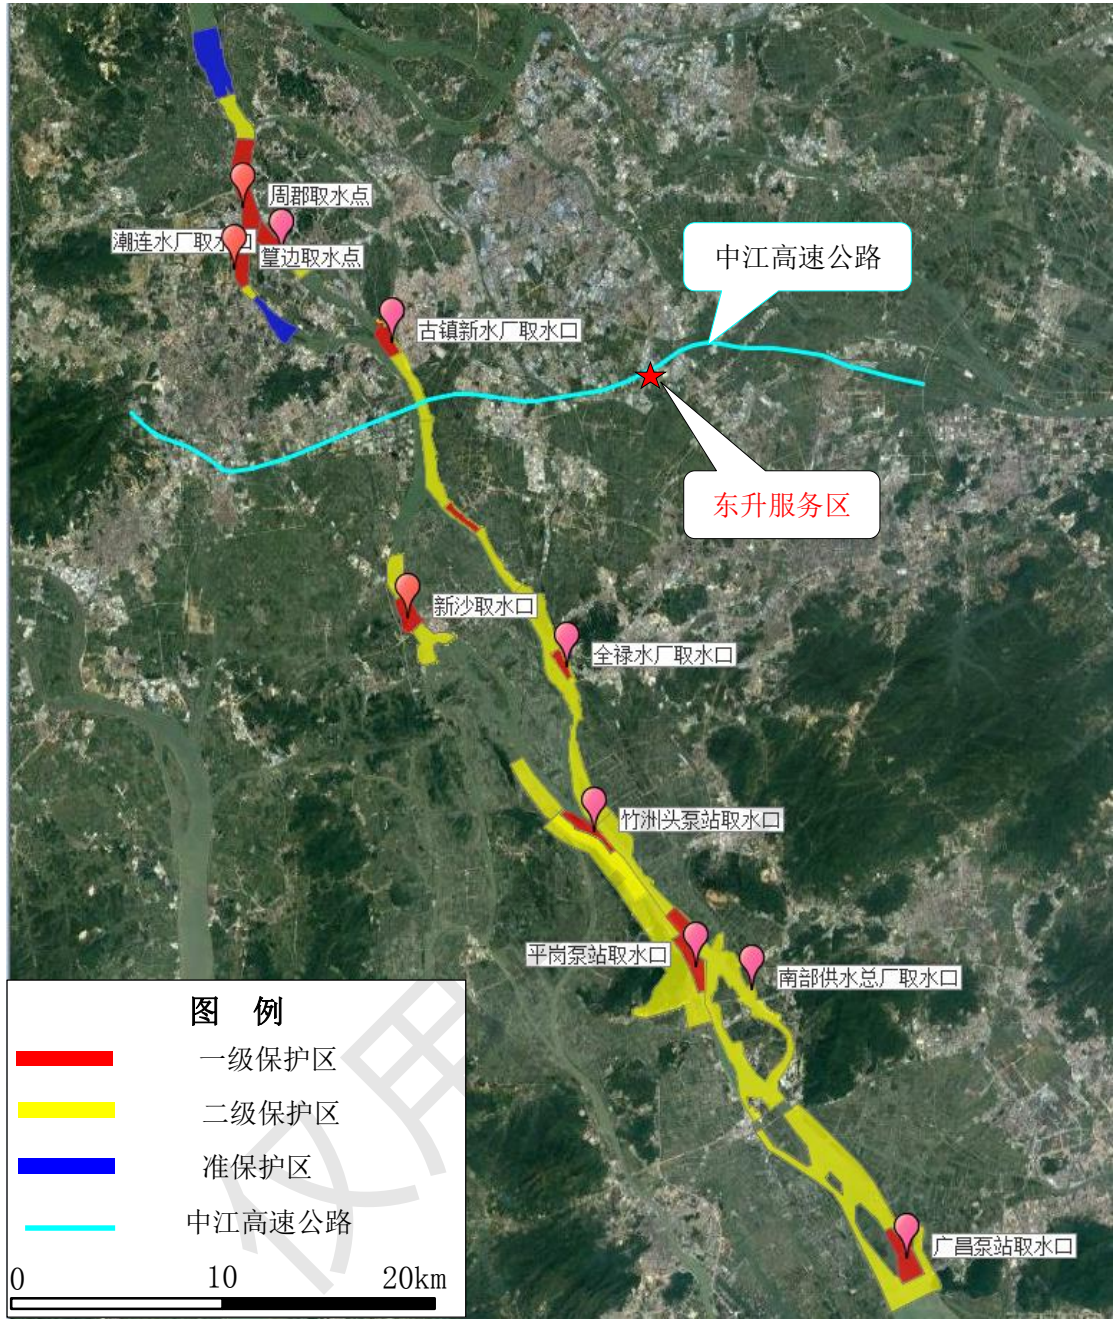 周郡取水点
潮连水厂取水口
篁边取水点
中江高速公路
古镇新水厂取水口
东升服务区
新沙取水口
全禄水厂取水口
竹洲头泵站取水口
平岗泵站取水口
南部供水总厂取水口
广昌泵站取水口
图 例
一级保护区
二级保护区
准保护区
中江高速公路
0 10 20km
仅用